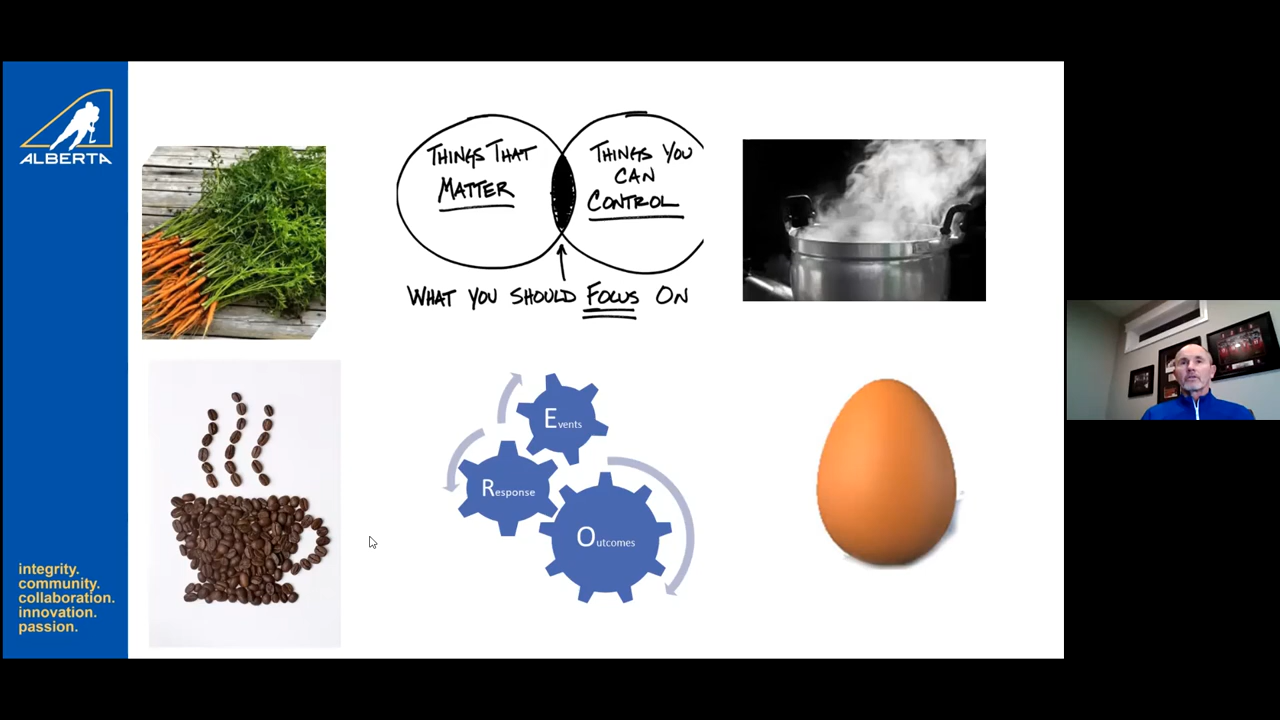 ALBERTA
THINGS THAT
MATTER
THINGS YOU
CAN
CONTROL
WHAT YOU SHOULD FOCUS ON
Events
Response
Outcomes
integrity.
community.
collaboration.
innovation.
passion.